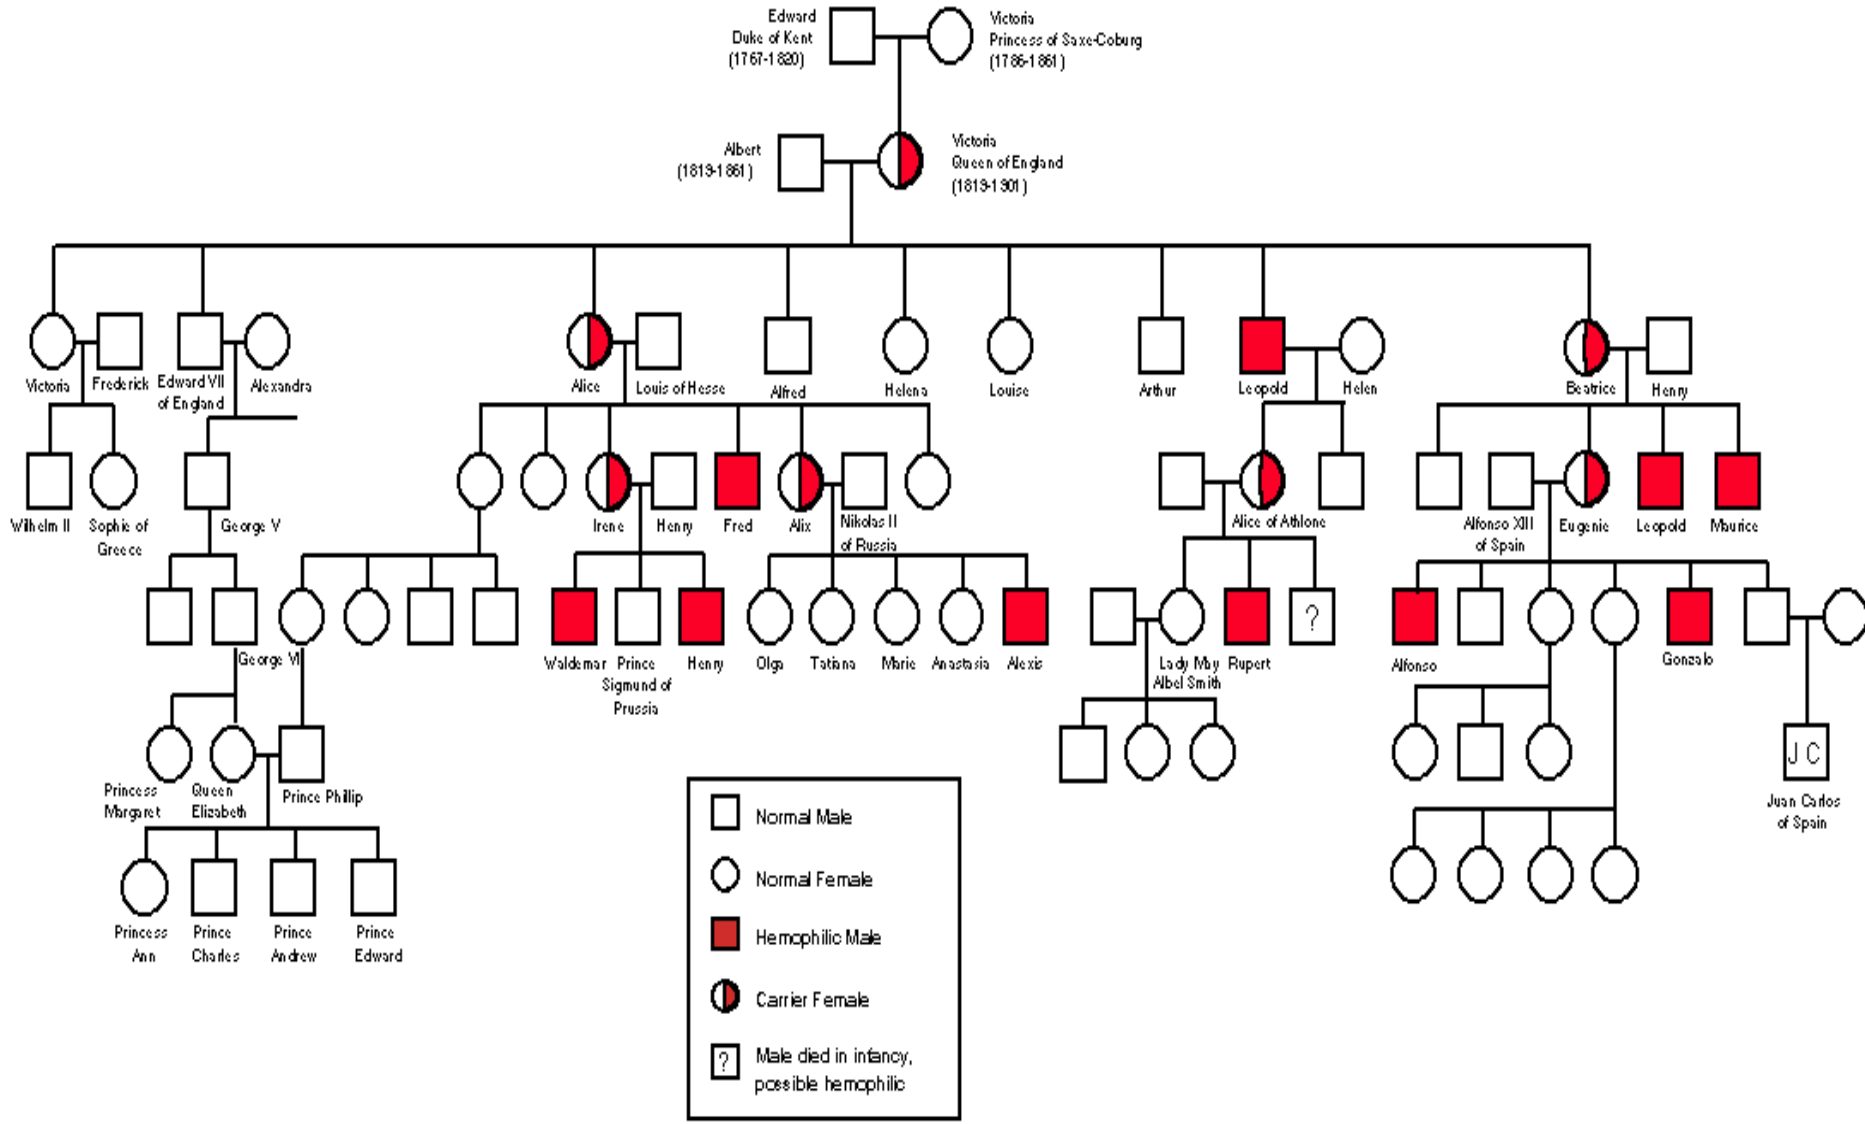 Edward
Duke of Kent
(1767-1820)
Victoria
Princess of Saxe-Coburg
(1786-1861)
Albert
(1819-1861)
Victoria
Queen of England
(1819-1901)
Victoria
Frederick
Edward VII
of England
Alexandra
Alice
Louis of Hesse
Alfred
Helena
Louise
Arthur
Leopold
Helen
Beatrice
Henry
Wilhelm II
Sophie of
Greece
George V
Irene
Henry
Fred
Alix
Nikolas II
of Russia
Alice of Athlone
Alfonso XIII
of Spain
Eugenie
Leopold
Maurice
George VI
Waldemar
Prince
Sigmund of
Prussia
Henry
Olga
Tatiana
Marie
Anastasia
Alexis
Lady May
Abel Smith
Rupert
?
Alfonso
Gonzalo
Princess
Margaret
Queen
Elizabeth
Prince Phillip
J C
Juan Carlos
of Spain
Princess
Ann
Prince
Charles
Prince
Andrew
Prince
Edward
Normal Male
Normal Female
Hemophilic Male
Carrier Female
?
Male died in infancy,
possible hemophilic